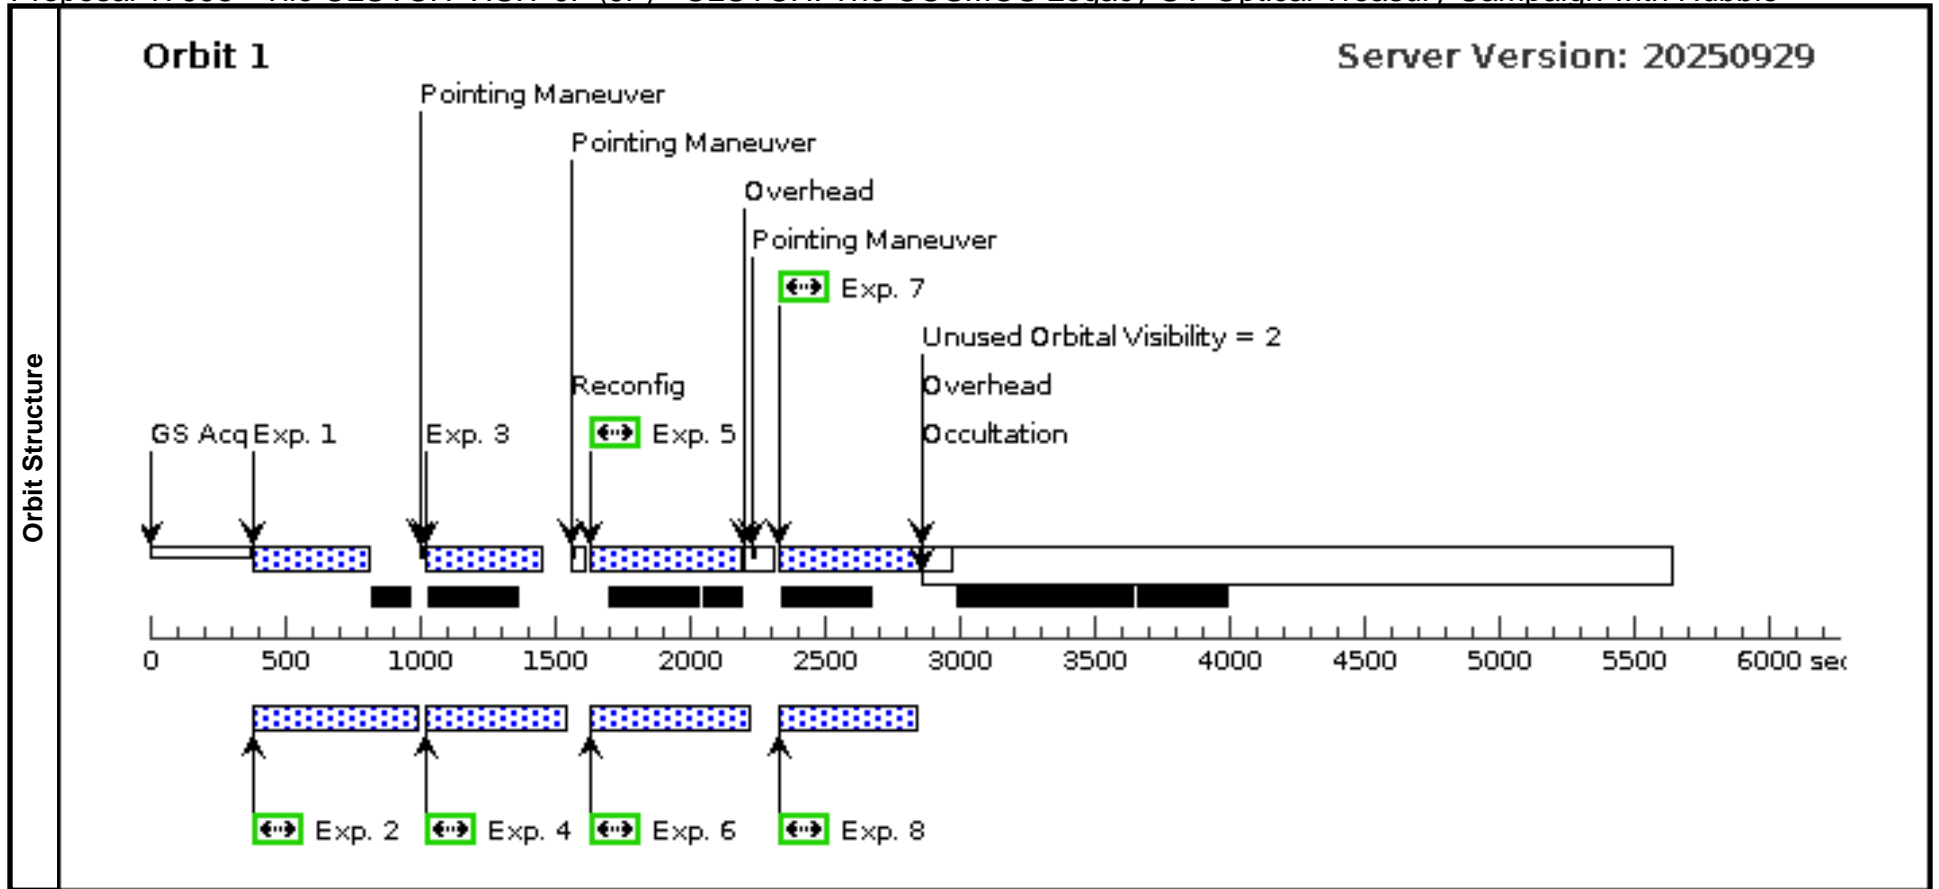 Orbit 1
Server Version: 20250929
Pointing Maneuver
Pointing Maneuver
Overhead
Pointing Maneuver
Exp. 7
Unused Orbital Visibility = 2
Reconfig
Overhead
GS Acq Exp. 1
Exp. 3
Exp. 5
Occultation
Orbit Structure
0 500 1000 1500 2000 2500 3000 3500 4000 4500 5000 5500 6000
Exp. 2
Exp. 4
Exp. 6
Exp. 8